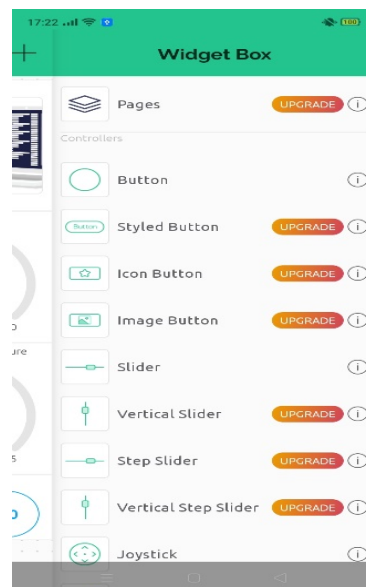 17:22
100
Widget Box
Pages
UPGRADE
Controllers
Button
Button
Styled Button
UPGRADE
Icon Button
UPGRADE
Image Button
UPGRADE
Slider
Vertical Slider
UPGRADE
Step Slider
UPGRADE
Vertical Step Slider
UPGRADE
Joystick